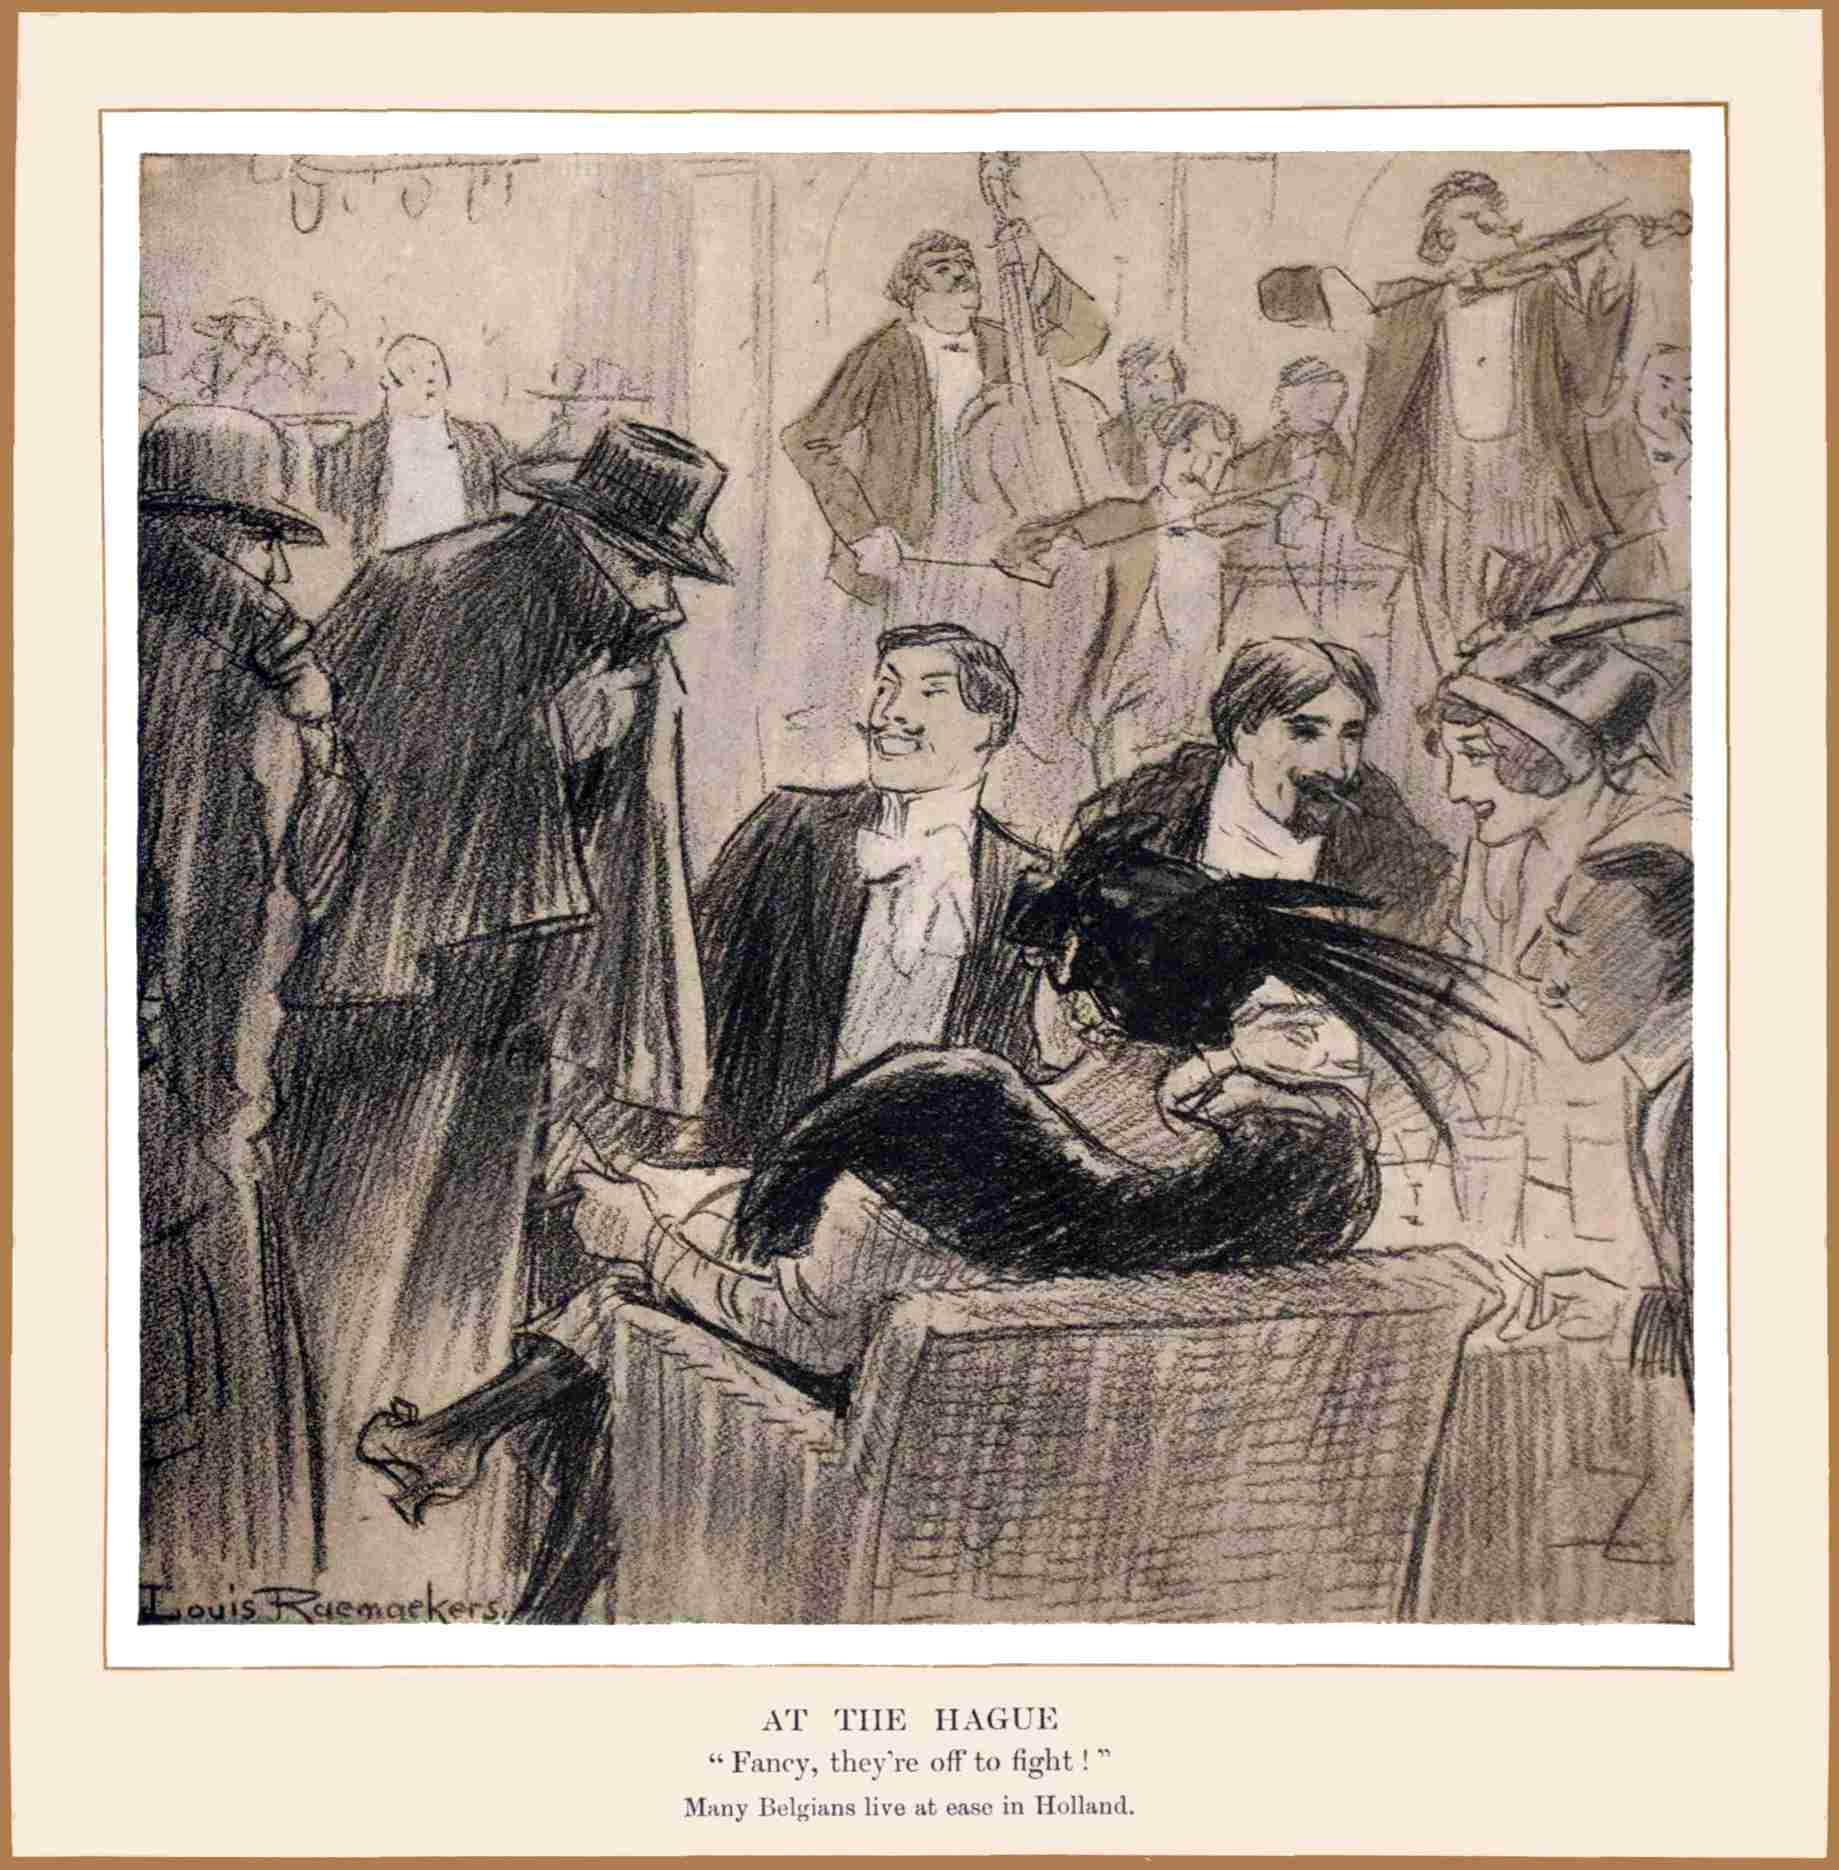 Louis Raemaekers.
AT THE HAGUE
“Fancy, they're off to fight!”
Many Belgians live at ease in Holland.